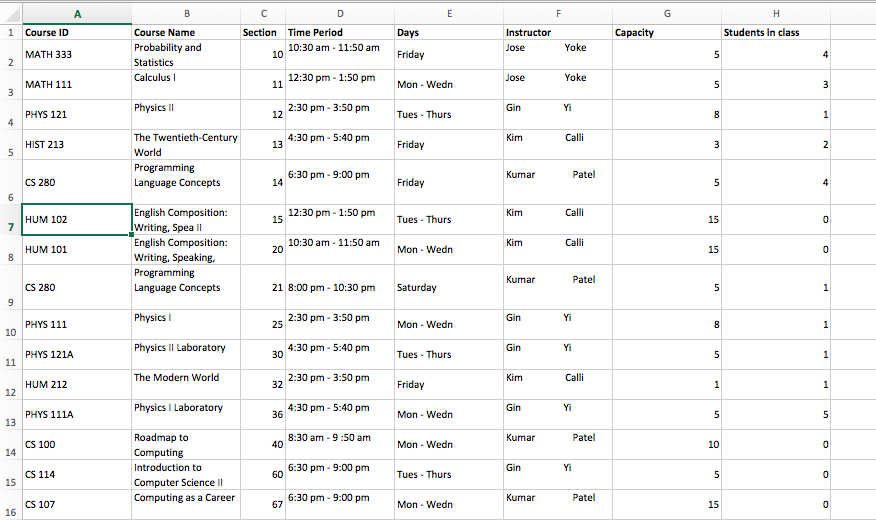 A B C D E F G H
1 Course ID Course Name Section Time Period Days Instructor Capacity Students in class
2 MATH 333 Probability and Statistics 10 10:30 am - 11:50 am Friday Jose Yoke 5 4
3 MATH 111 Calculus I 11 12:30 pm - 1:50 pm Mon - Wedn Jose Yoke 5 3
4 PHYS 121 Physics II 12 2:30 pm - 3:50 pm Tues - Thurs Gin Yi 8 1
5 HIST 213 The Twentieth-Century World 13 4:30 pm - 5:40 pm Friday Kim Calli 3 2
6 CS 280 Programming Language Concepts 14 6:30 pm - 9:00 pm Friday Kumar Patel 5 4
7 HUM 102 English Composition: Writing, Spea II 15 12:30 pm - 1:50 pm Tues - Thurs Kim Calli 15 0
8 HUM 101 English Composition: Writing, Speaking, 20 10:30 am - 11:50 am Mon - Wedn Kim Calli 15 0
9 CS 280 Programming Language Concepts 21 8:00 pm - 10:30 pm Saturday Kumar Patel 5 1
10 PHYS 111 Physics I 25 2:30 pm - 3:50 pm Mon - Wedn Gin Yi 8 1
11 PHYS 121A Physics II Laboratory 30 4:30 pm - 5:40 pm Tues - Thurs Gin Yi 5 1
12 HUM 212 The Modern World 32 2:30 pm - 3:50 pm Friday Kim Calli 1 1
13 PHYS 111A Physics I Laboratory 36 4:30 pm - 5:40 pm Mon - Wedn Gin Yi 5 5
14 CS 100 Roadmap to Computing 40 8:30 am - 9 :50 am Mon - Wedn Kumar Patel 10 0
15 CS 114 Introduction to Computer Science II 60 6:30 pm - 9:00 pm Tues - Thurs Gin Yi 5 0
16 CS 107 Computing as a Career 67 6:30 pm - 9:00 pm Mon - Wedn Kumar Patel 15 0